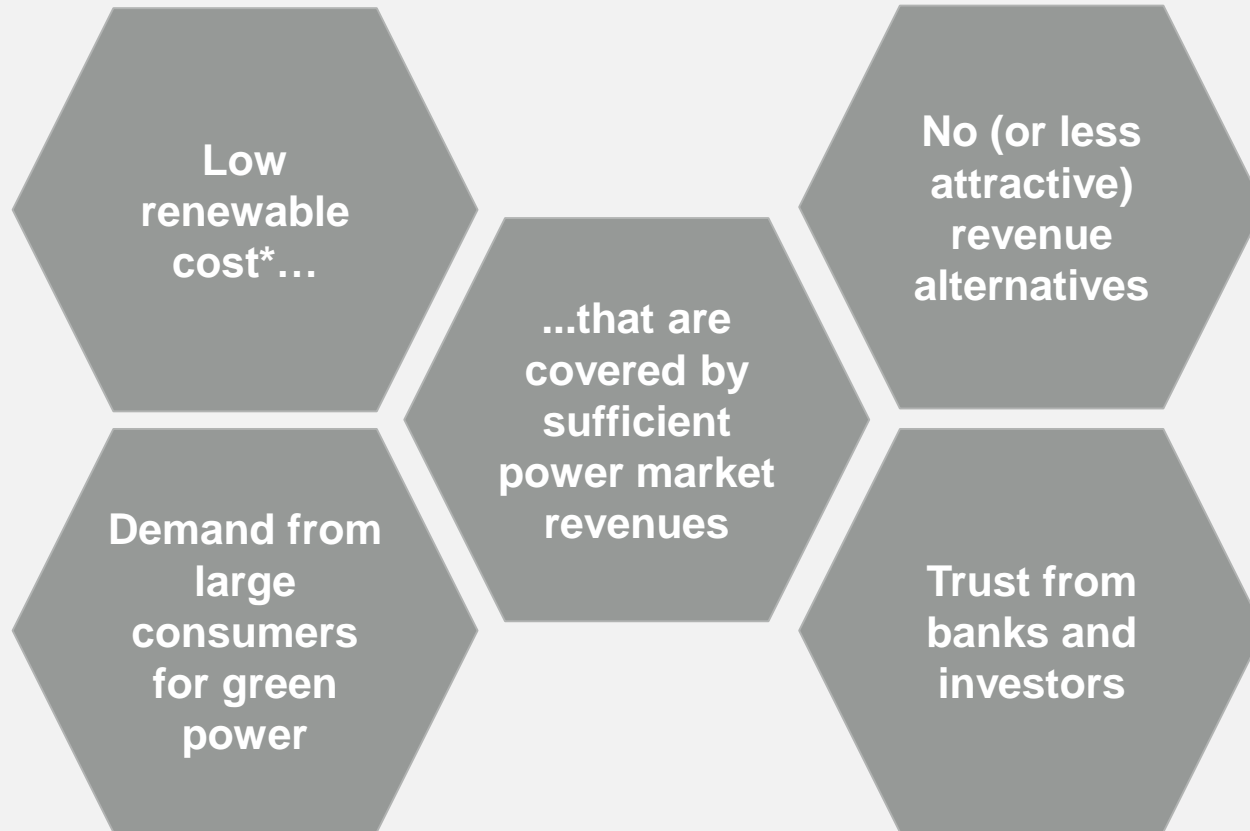 Low
renewable
cost*…
...that are
covered by
sufficient
power market
revenues
No (or less
attractive)
revenue
alternatives
Demand from
large
consumers
for green
power
Trust from
banks and
investors